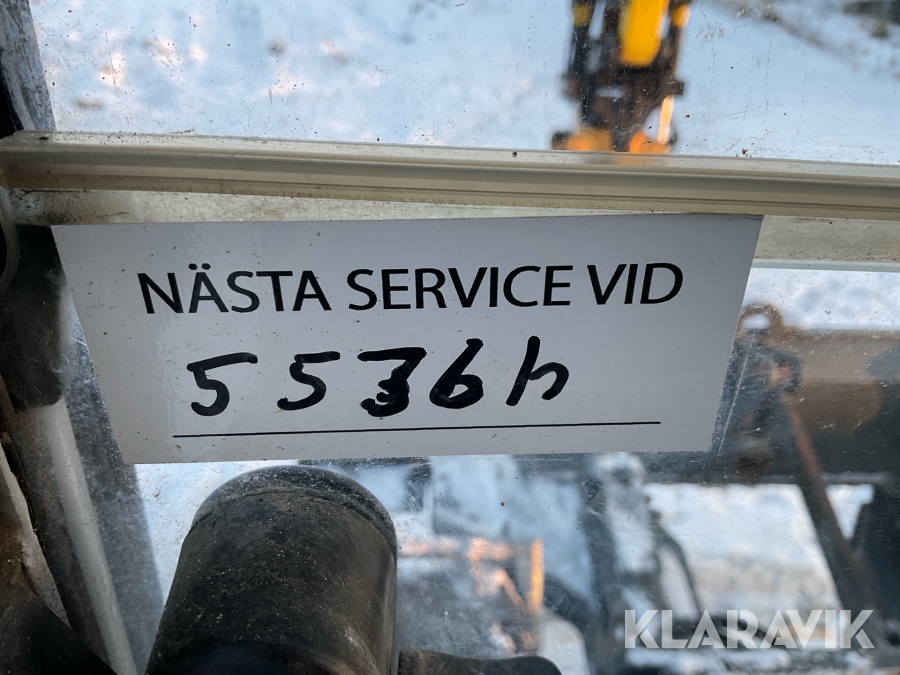 NÄSTA SERVICE VID
5536h
KLARAVIK